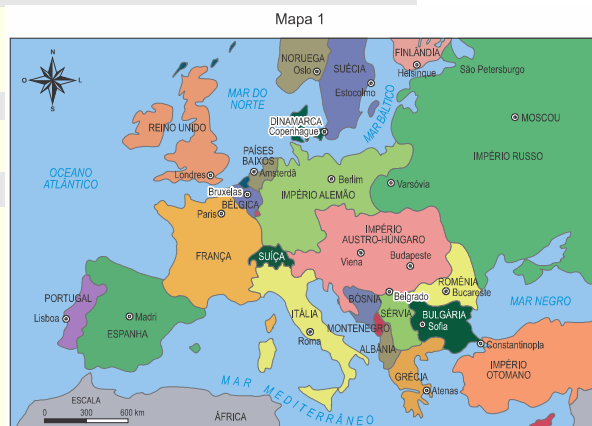 Mapa 1
N
O
L
S
NORUEGA
Oslo
SUÉCIA
Estocolmo
FINLÂNDIA
Helsinque
São Petersburgo
MAR DO
NORTE
MAR BÁLTICO
DINAMARCA
Copenhague
MOSCOU
REINO UNIDO
Londres
PAÍSES
BAIXOS
Amsterdã
IMPÉRIO RUSSO
OCEANO
ATLÂNTICO
Berlim
IMPÉRIO ALEMÃO
Varsóvia
Bruxelas
BÉLGICA
Paris
FRANÇA
SUÍÇA
IMPÉRIO
AUSTRO-HÚNGARO
Viena
Budapeste
ROMÊNIA
Bucareste
PORTUGAL
Lisboa
Madri
ESPANHA
ITÁLIA
Roma
BÓSNIA
Belgrado
SÉRVIA
MONTENEGRO
ALBÂNIA
BULGÁRIA
Sofia
MAR NEGRO
Constantinopla
IMPÉRIO
OTOMANO
GRÉCIA
Atenas
MAR MEDITERRÂNEO
ESCALA
0 300 600 km
ÁFRICA